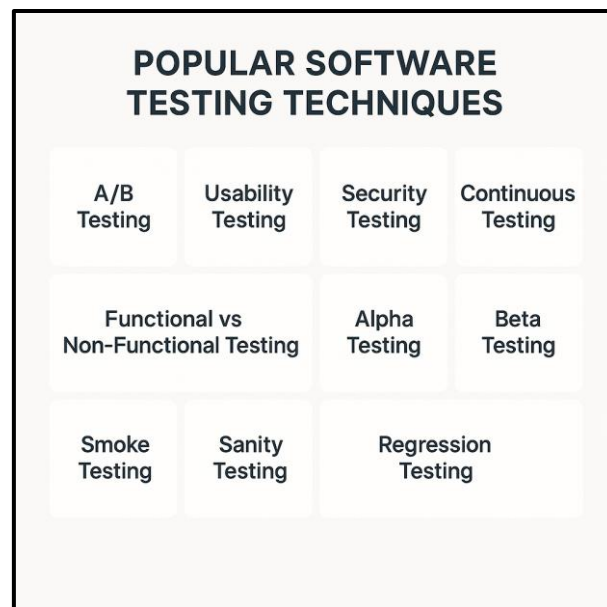 POPULAR SOFTWARE
TESTING TECHNIQUES
A/B
Testing
Usability
Testing
Security
Testing
Continuous
Testing
Functional vs
Non-Functional Testing
Alpha
Testing
Beta
Testing
Smoke
Testing
Sanity
Testing
Regression
Testing